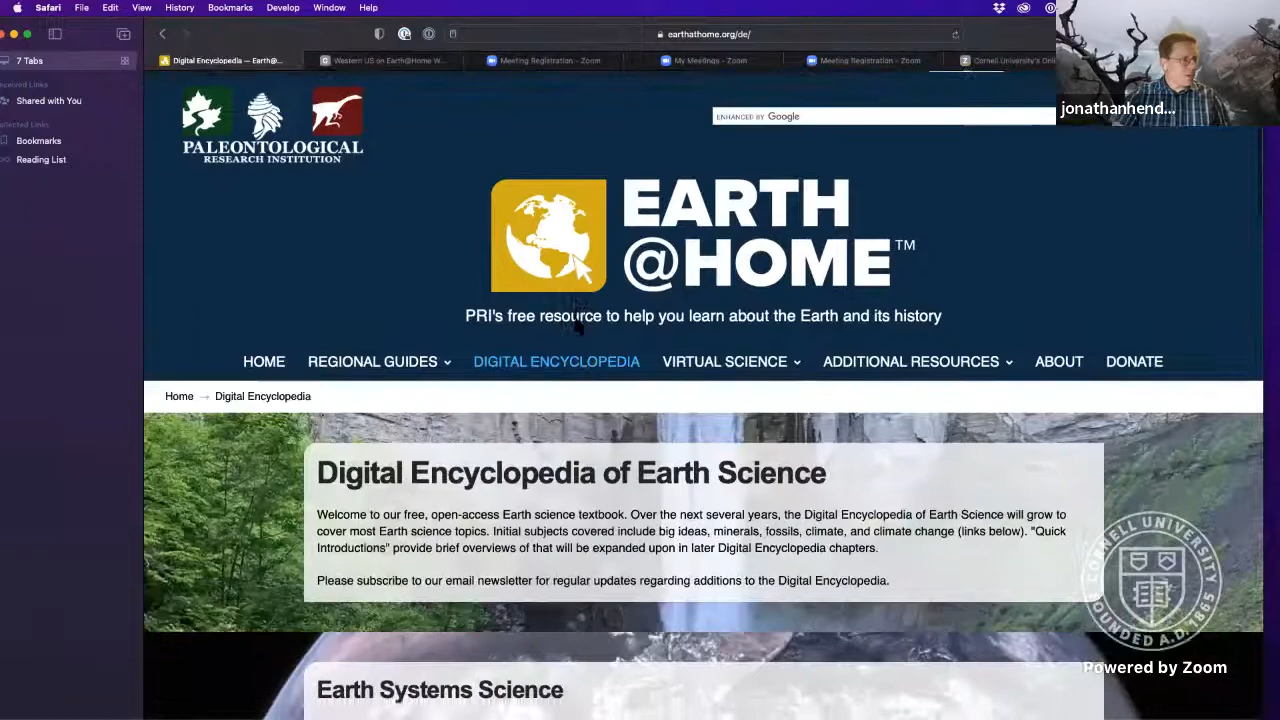 Safari File Edit View History Bookmarks Develop Window Help
earthathome.org/de/
7 Tabs
Digital Encyclopedia — Earth@...
Western US on Earth@Home W...
Meeting Registration - Zoom
My Meetings - Zoom
Meeting Registration - Zoom
Cornell University's Onl
Shared with You
Bookmarks
Reading List
jonathanhend...
PALEONTOLOGICAL
RESEARCH INSTITUTION
ENHANCED BY Google
EARTH
@HOME™
PRI's free resource to help you learn about the Earth and its history
HOME REGIONAL GUIDES DIGITAL ENCYCLOPEDIA VIRTUAL SCIENCE ADDITIONAL RESOURCES ABOUT DONATE
Home → Digital Encyclopedia
Digital Encyclopedia of Earth Science
Welcome to our free, open-access Earth science textbook. Over the next several years, the Digital Encyclopedia of Earth Science will grow to
cover most Earth science topics. Initial subjects covered include big ideas, minerals, fossils, climate, and climate change (links below). "Quick
Introductions" provide brief overviews of that will be expanded upon in later Digital Encyclopedia chapters.
Please subscribe to our email newsletter for regular updates regarding additions to the Digital Encyclopedia.
CORNELL UNIVERSITY
FOUNDED A.D. 1865
Powered by Zoom
Earth Systems Science